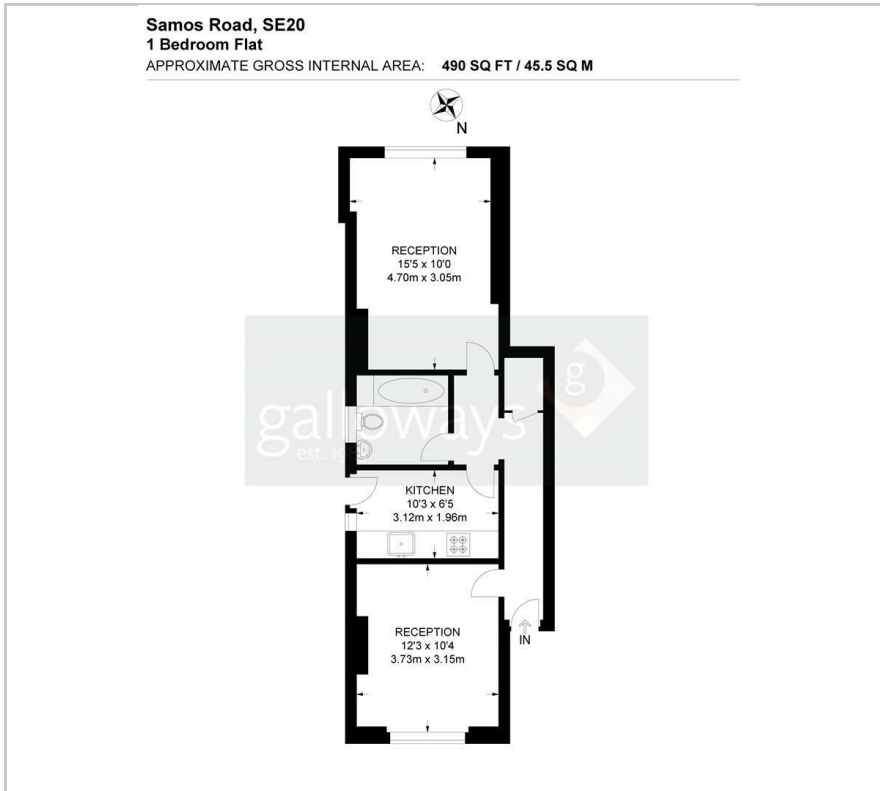 Samos Road, SE20
1 Bedroom Flat
APPROXIMATE GROSS INTERNAL AREA: 490 SQ FT / 45.5 SQ M
N
RECEPTION
15'5 x 10'0
4.70m x 3.05m
g
galloways
KITCHEN
10'3 x 6'5
3.12m x 1.96m
RECEPTION
12'3 x 10'4
3.73m x 3.15m
IN